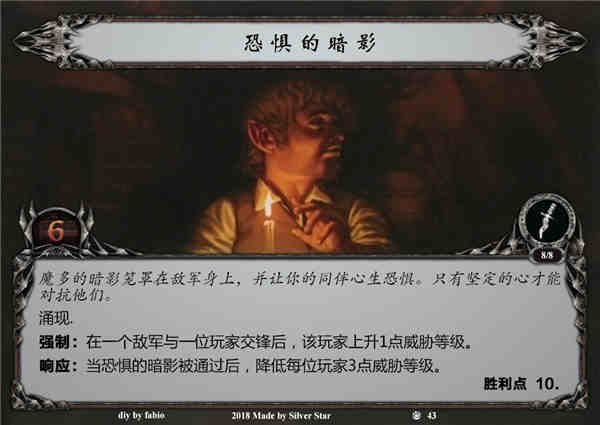 恐惧的暗影
6
8/8
魔多的暗影笼罩在敌军身上，并让你的同伴心生恐惧。只有坚定的心才能
对抗他们。
涌现.
强制：在一个敌军与一位玩家交锋后，该玩家上升1点威胁等级。
响应：当恐惧的暗影被通过后，降低每位玩家3点威胁等级。
胜利点 10.
diy by fabio 2018 Made by Silver Star 43